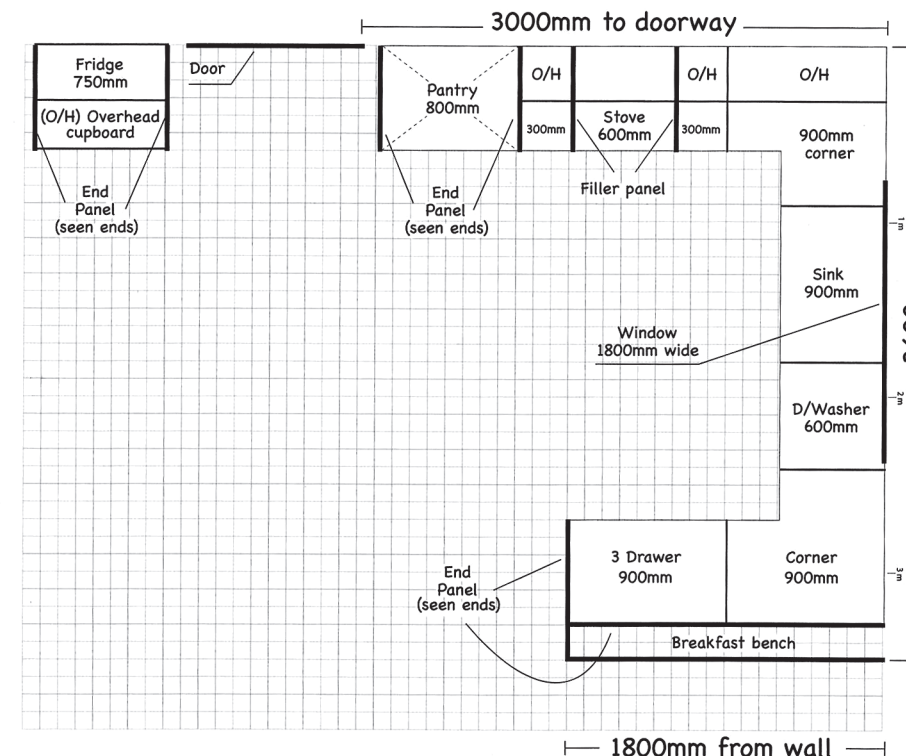 3000mm to doorway
Fridge
750mm
(O/H) Overhead
cupboard
Door
Pantry
800mm
O/H
O/H
O/H
300mm
Stove
600mm
300mm
900mm
corner
End
Panel
(seen ends)
End
Panel
(seen ends)
Filler panel
1m
Sink
900mm
Window
1800mm wide
2m
D/Washer
600mm
3 Drawer
900mm
Corner
900mm
3m
End
Panel
(seen ends)
Breakfast bench
1800mm from wall